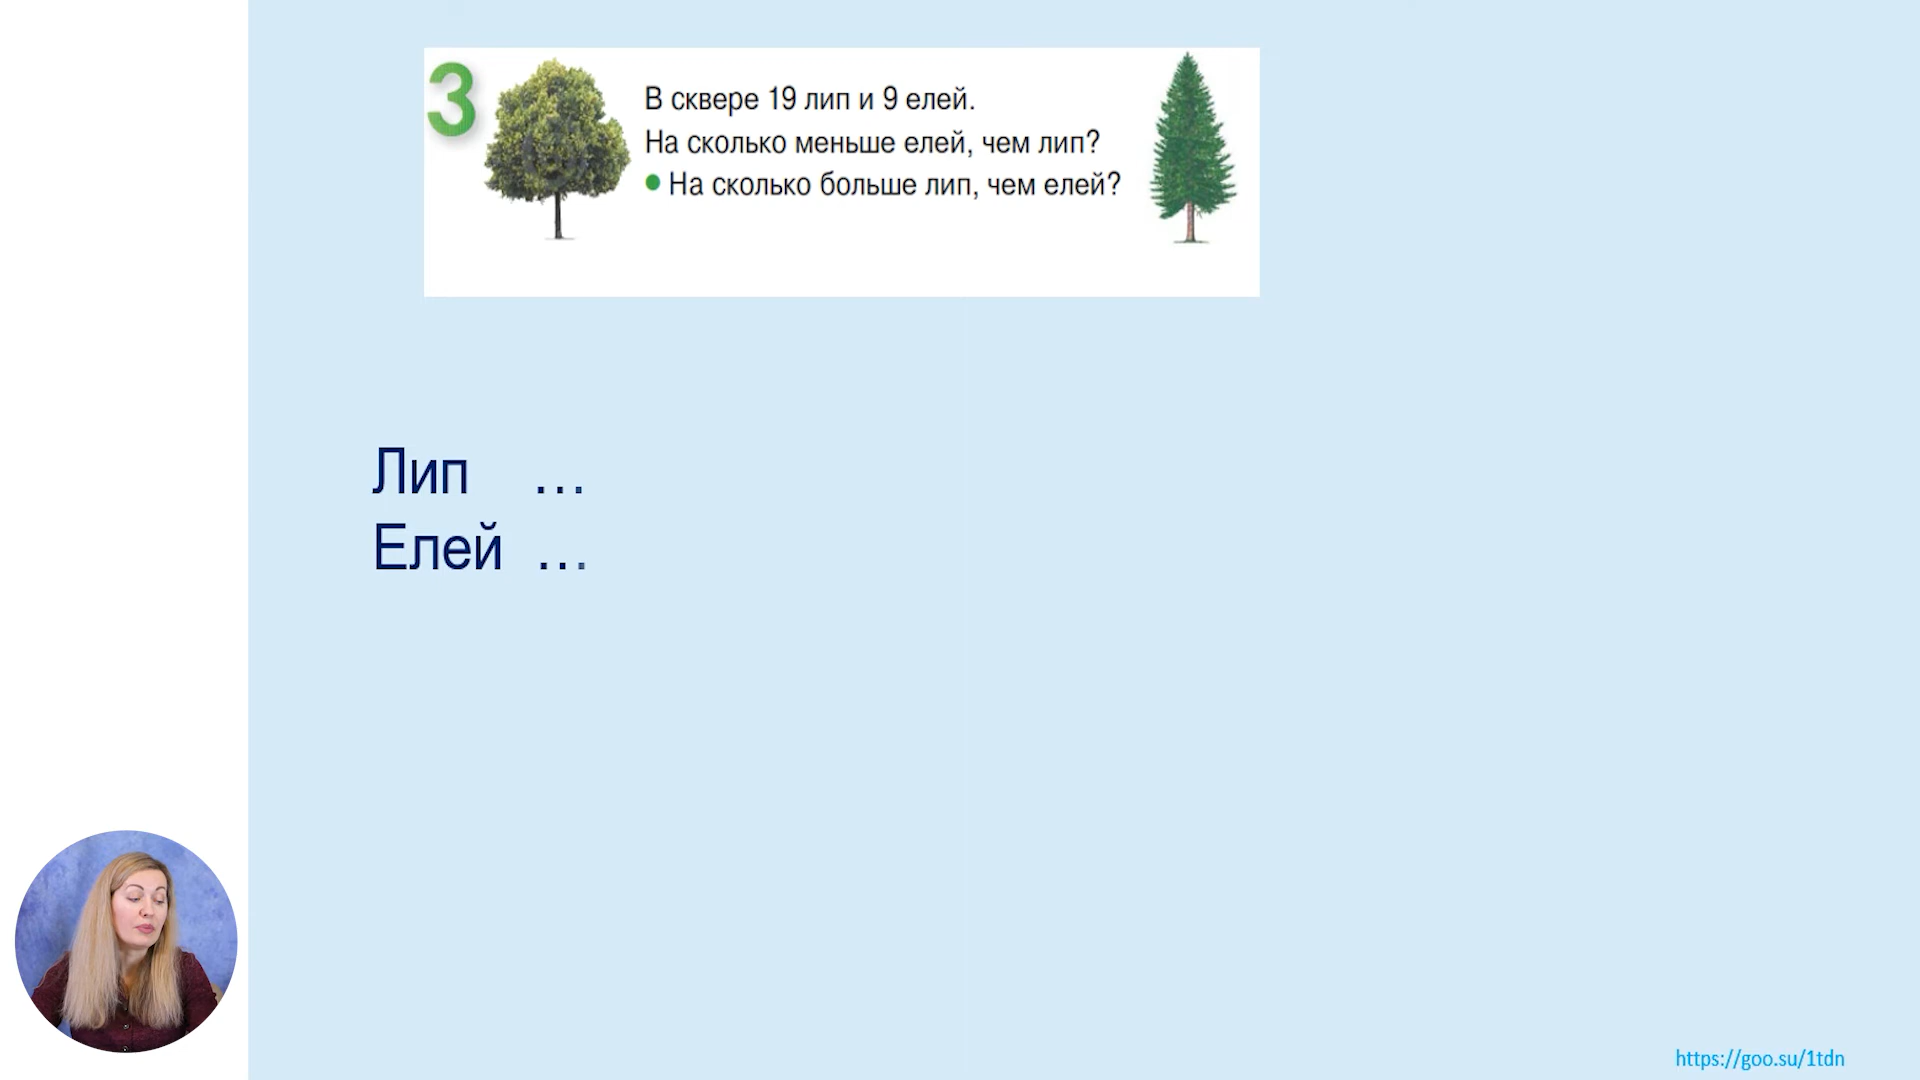 3
В сквере 19 лип и 9 елей.
На сколько меньше елей, чем лип?
• На сколько больше лип, чем елей?
Лип ...
Елей ...
https://goo.su/1tdn